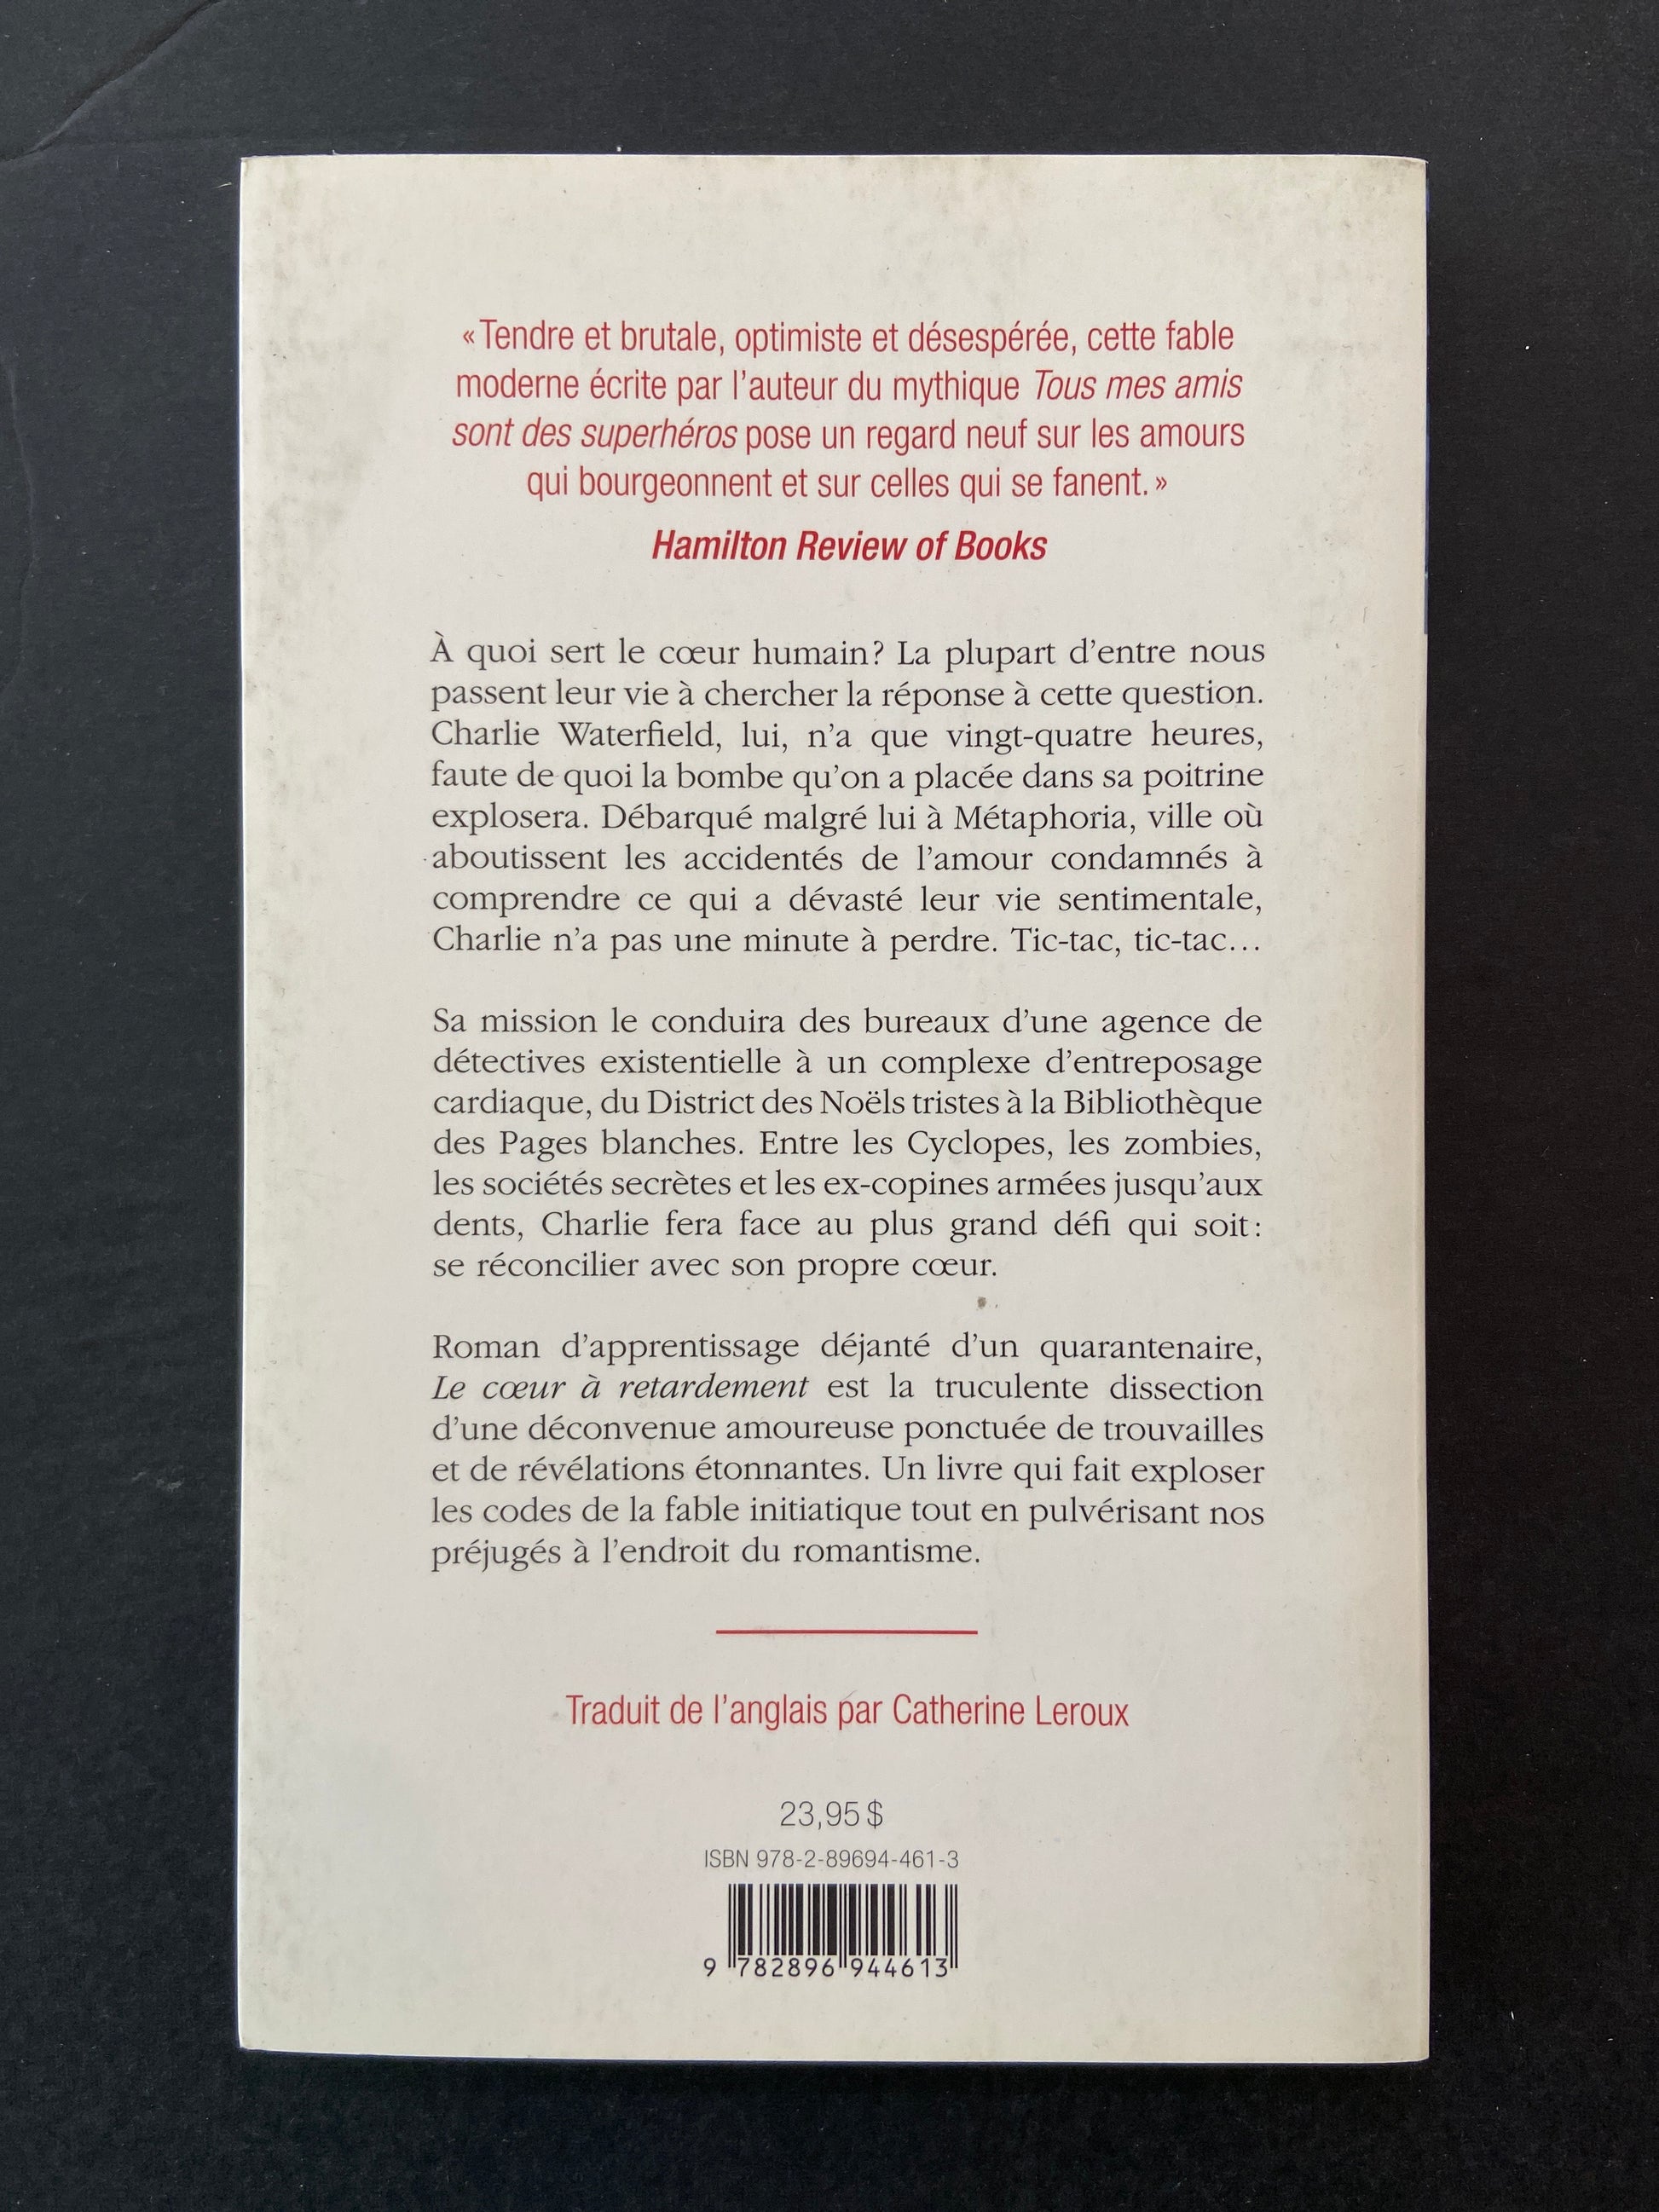 « Tendre et brutale, optimiste et désespérée, cette fable
moderne écrite par l’auteur du mythique Tous mes amis
sont des superhéros pose un regard neuf sur les amours
qui bourgeonnent et sur celles qui se fanent. »
Hamilton Review of Books
À quoi sert le cœur humain? La plupart d’entre nous
passent leur vie à chercher la réponse à cette question.
Charlie Waterfield, lui, n’a que vingt-quatre heures,
faute de quoi la bombe qu’on a placée dans sa poitrine
explosera. Débarqué malgré lui à Métaphoria, ville où
aboutissent les accidentés de l’amour condamnés à
comprendre ce qui a dévasté leur vie sentimentale,
Charlie n’a pas une minute à perdre. Tic-tac, tic-tac…
Sa mission le conduira des bureaux d’une agence de
détectives existentielle à un complexe d’entreposage
cardiaque, du District des Noëls tristes à la Bibliothèque
des Pages blanches. Entre les Cyclopes, les zombies,
les sociétés secrètes et les ex-copines armées jusqu’aux
dents, Charlie fera face au plus grand défi qui soit :
se réconcilier avec son propre cœur.
Roman d’apprentissage déjanté d’un quarantenaire,
Le cœur à retardement est la truculente dissection
d’une déconvenue amoureuse ponctuée de trouvailles
et de révélations étonnantes. Un livre qui fait exploser
les codes de la fable initiatique tout en pulvérisant nos
préjugés à l’endroit du romantisme.
Traduit de l’anglais par Catherine Leroux
23,95 $
ISBN 978-2-89694-461-3
9 782896 944613